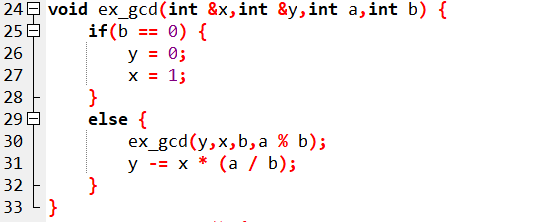 24 void ex_gcd(int &x,int &y,int a,int b) {
25 if(b == 0) {
26 y = 0;
27 x = 1;
28 }
29 else {
30 ex_gcd(y,x,b,a % b);
31 y -= x * (a / b);
32 }
33 }